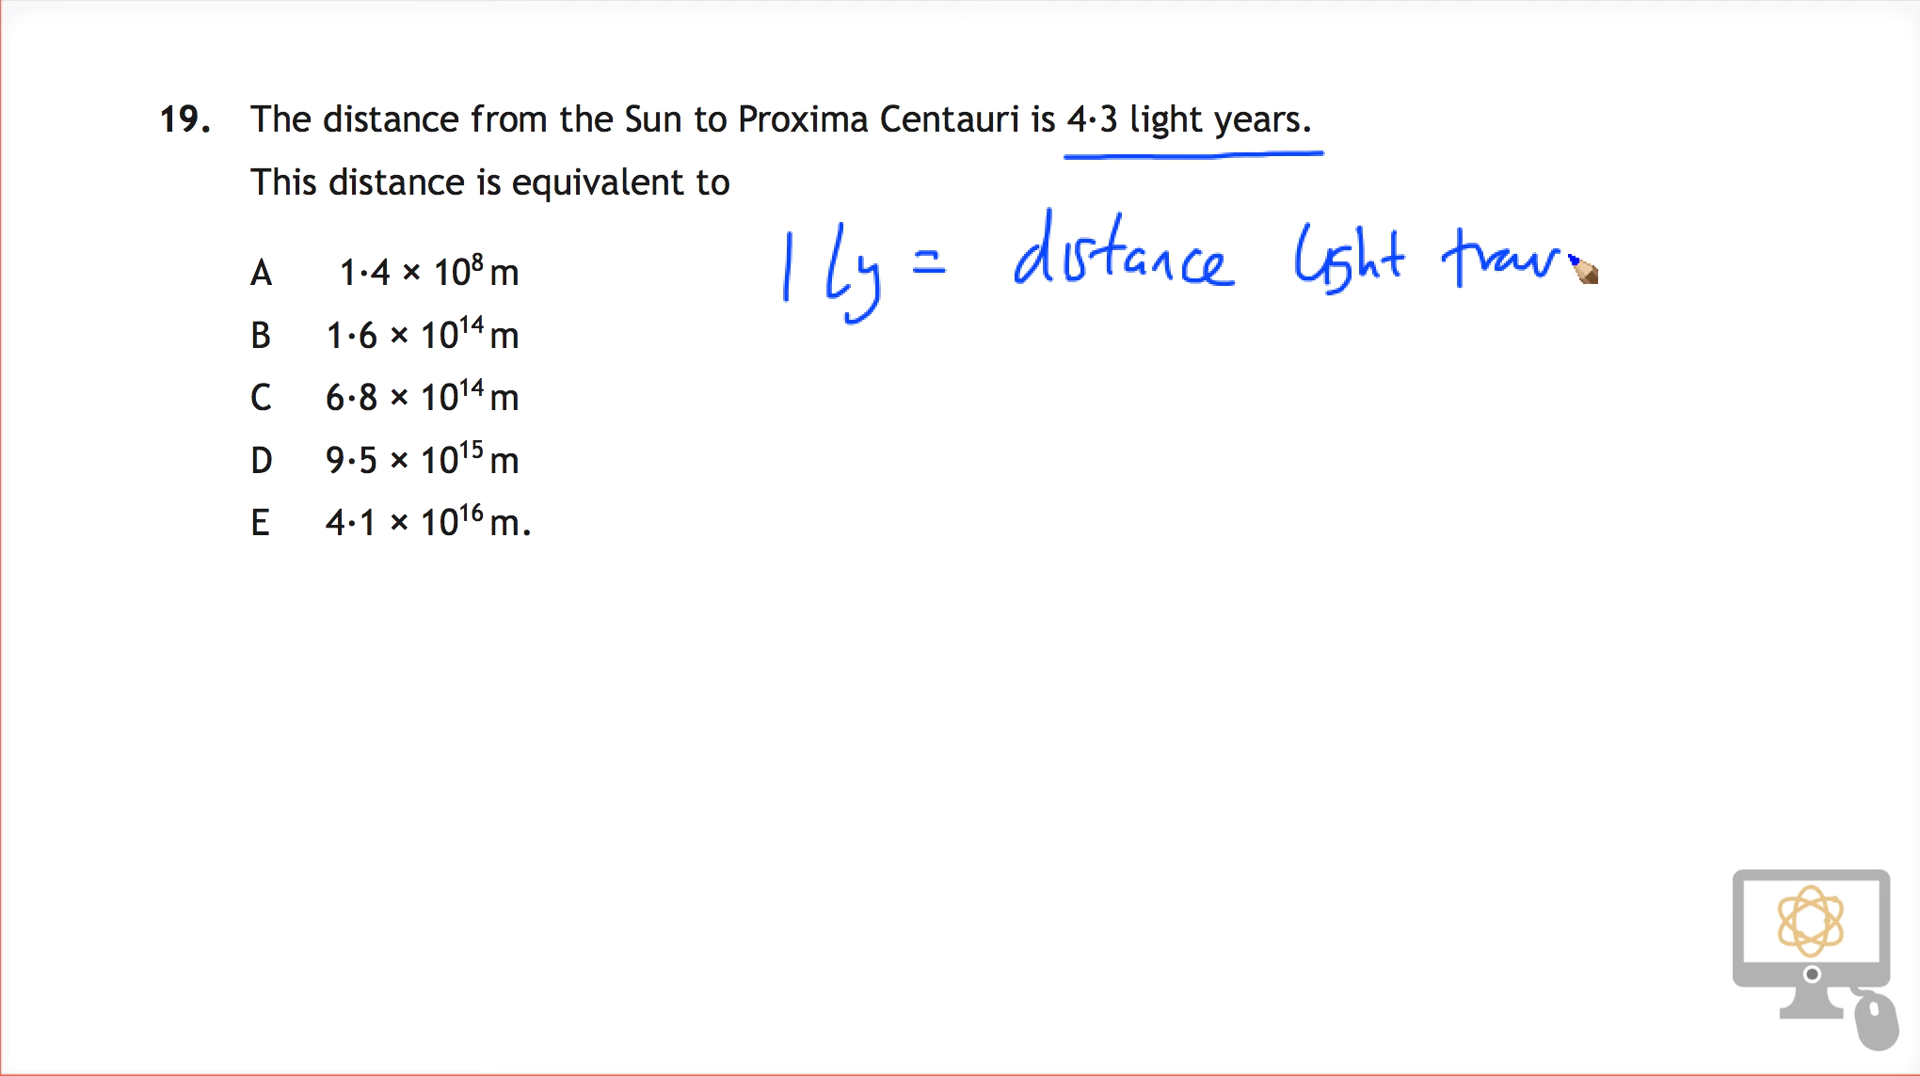 19. The distance from the Sun to Proxima Centauri is 4·3 light years.
This distance is equivalent to
1 ly = distance light trav
A 1·4 × 10⁸ m
B 1·6 × 10¹⁴ m
C 6·8 × 10¹⁴ m
D 9·5 × 10¹⁵ m
E 4·1 × 10¹⁶ m.